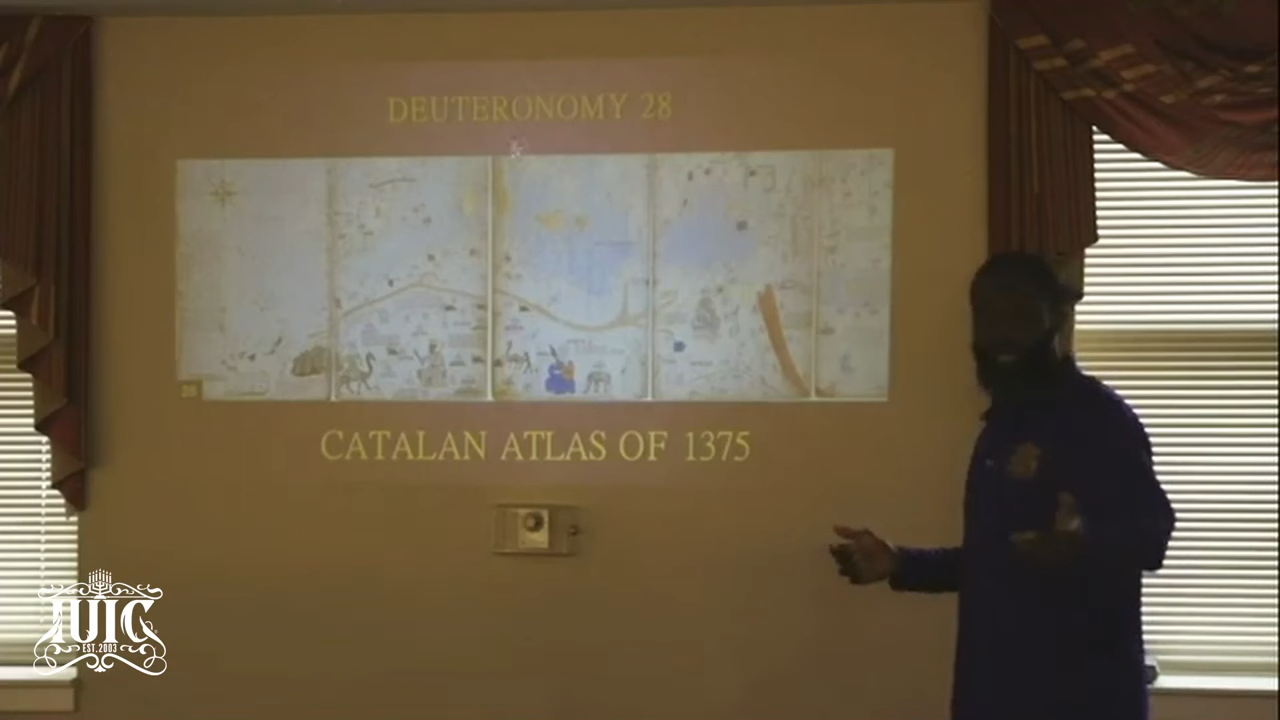 DEUTERONOMY 28
CATALAN ATLAS OF 1375
IUIC
EST. 2003